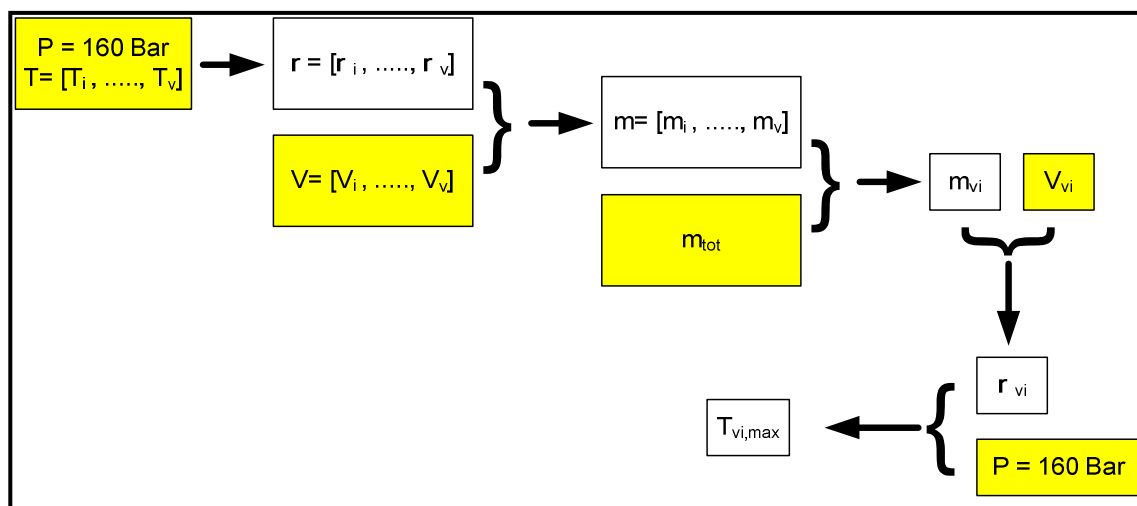 P = 160 Bar
T= [Ti , ....., Tv]
r = [r i , ....., r v]
V= [Vi , ....., Vv]
m= [mi , ....., mv]
mtot
mvi
Vvi
r vi
P = 160 Bar
Tvi,max